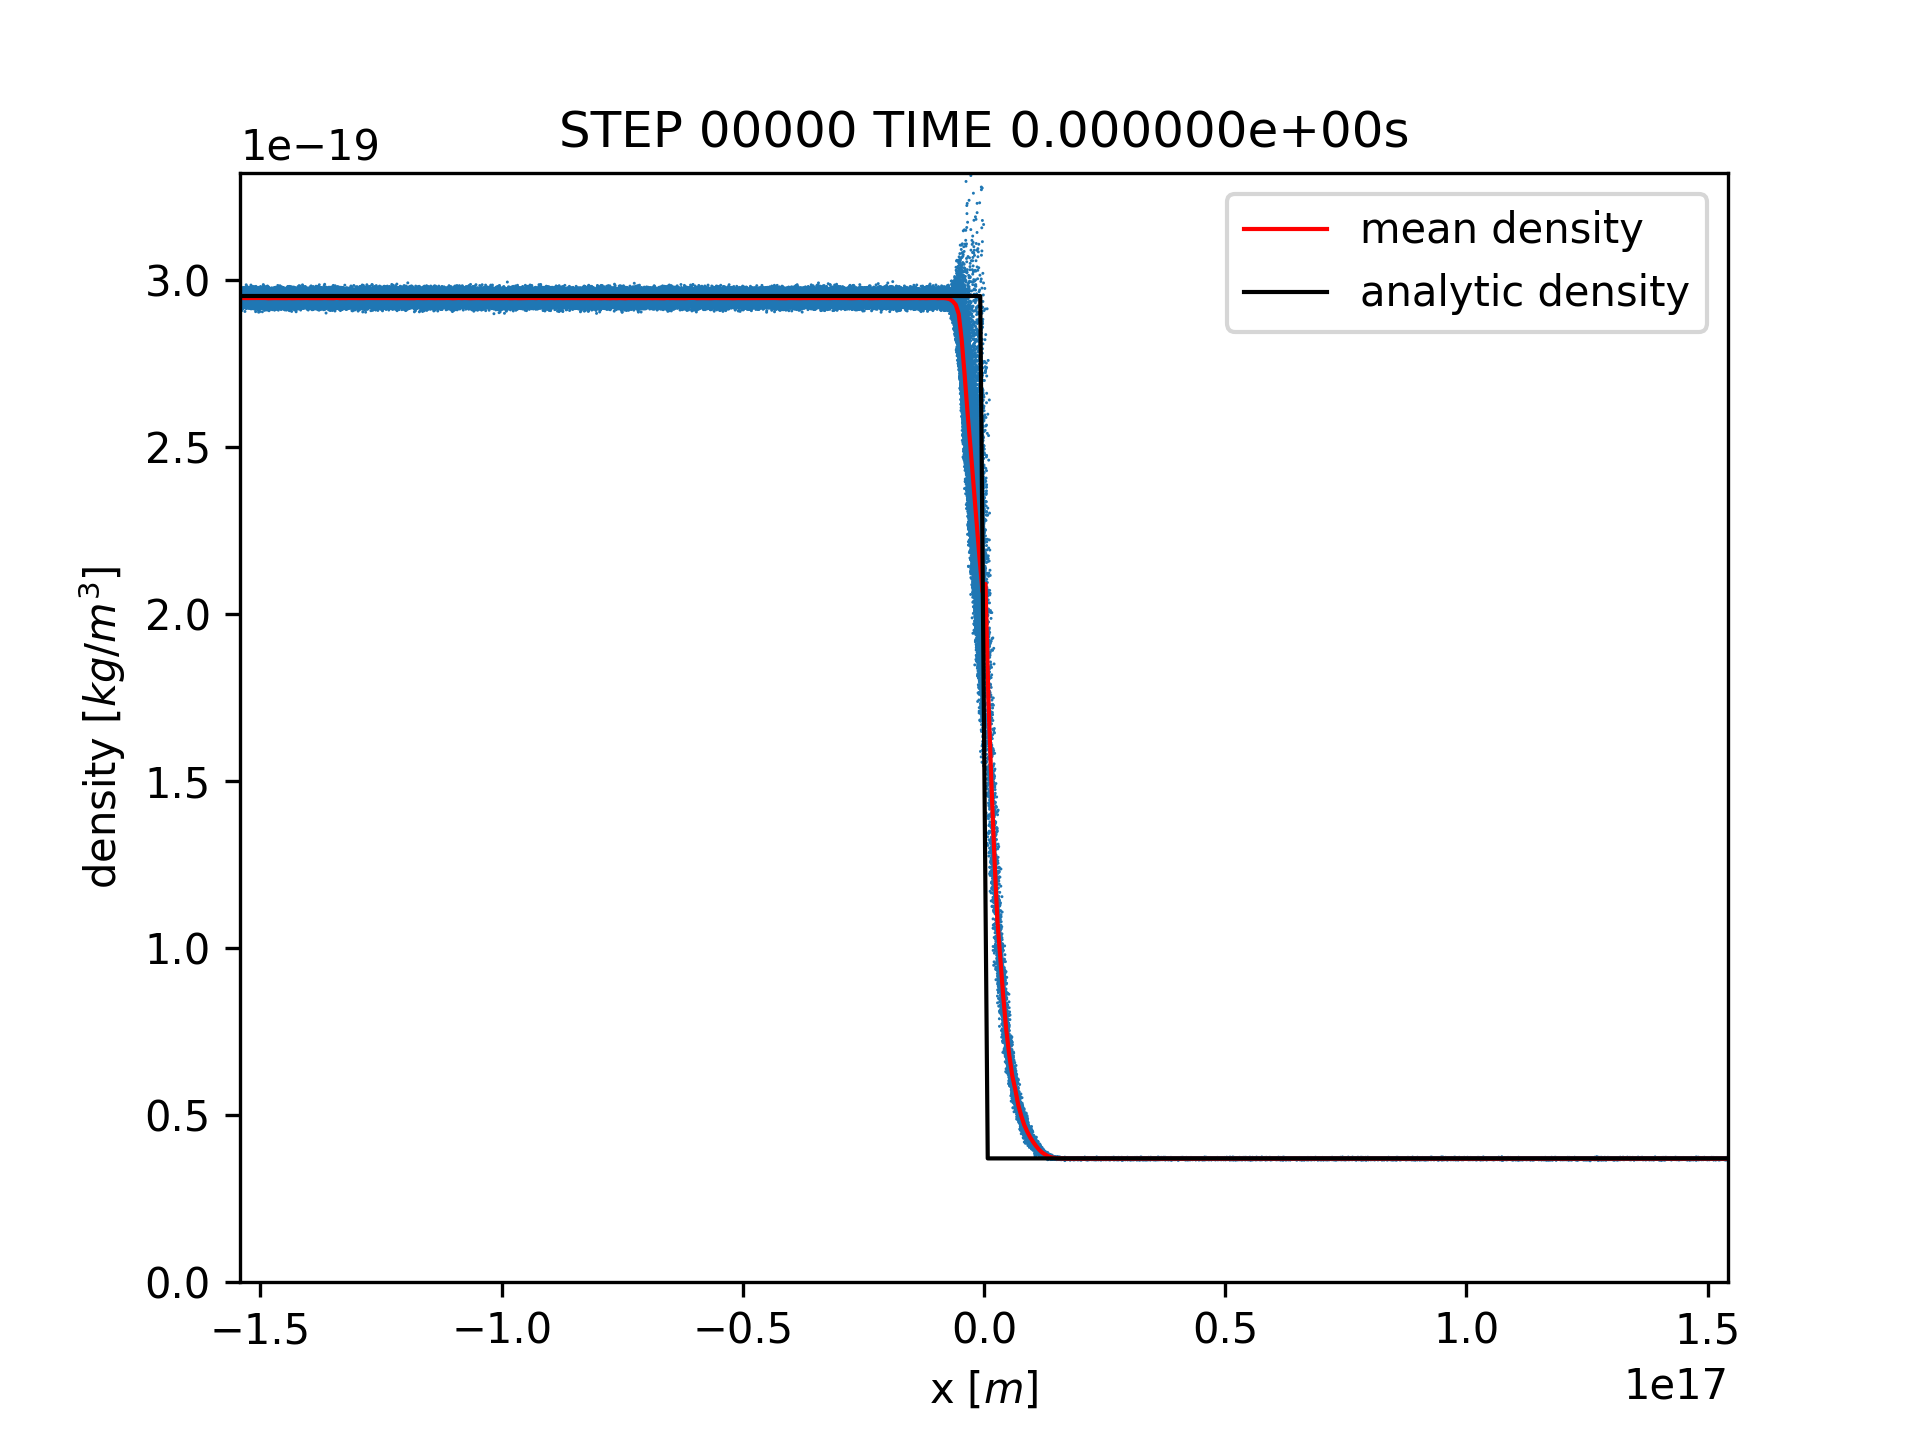 STEP 00000 TIME 0.000000e+00s
1e−19
mean density
analytic density
3.0
2.5
2.0
1.5
1.0
0.5
0.0
density [kg/m³]
−1.5 −1.0 −0.5 0.0 0.5 1.0 1.5
1e17
x [m]